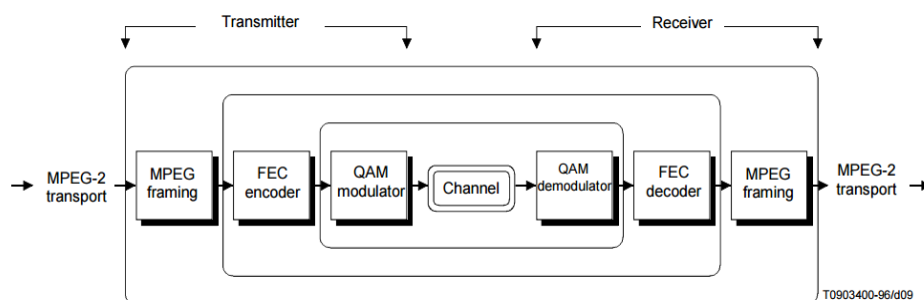 Transmitter
Receiver
MPEG-2
transport
MPEG
framing
FEC
encoder
QAM
modulator
Channel
QAM
demodulator
FEC
decoder
MPEG
framing
MPEG-2
transport
T0903400-96/d09